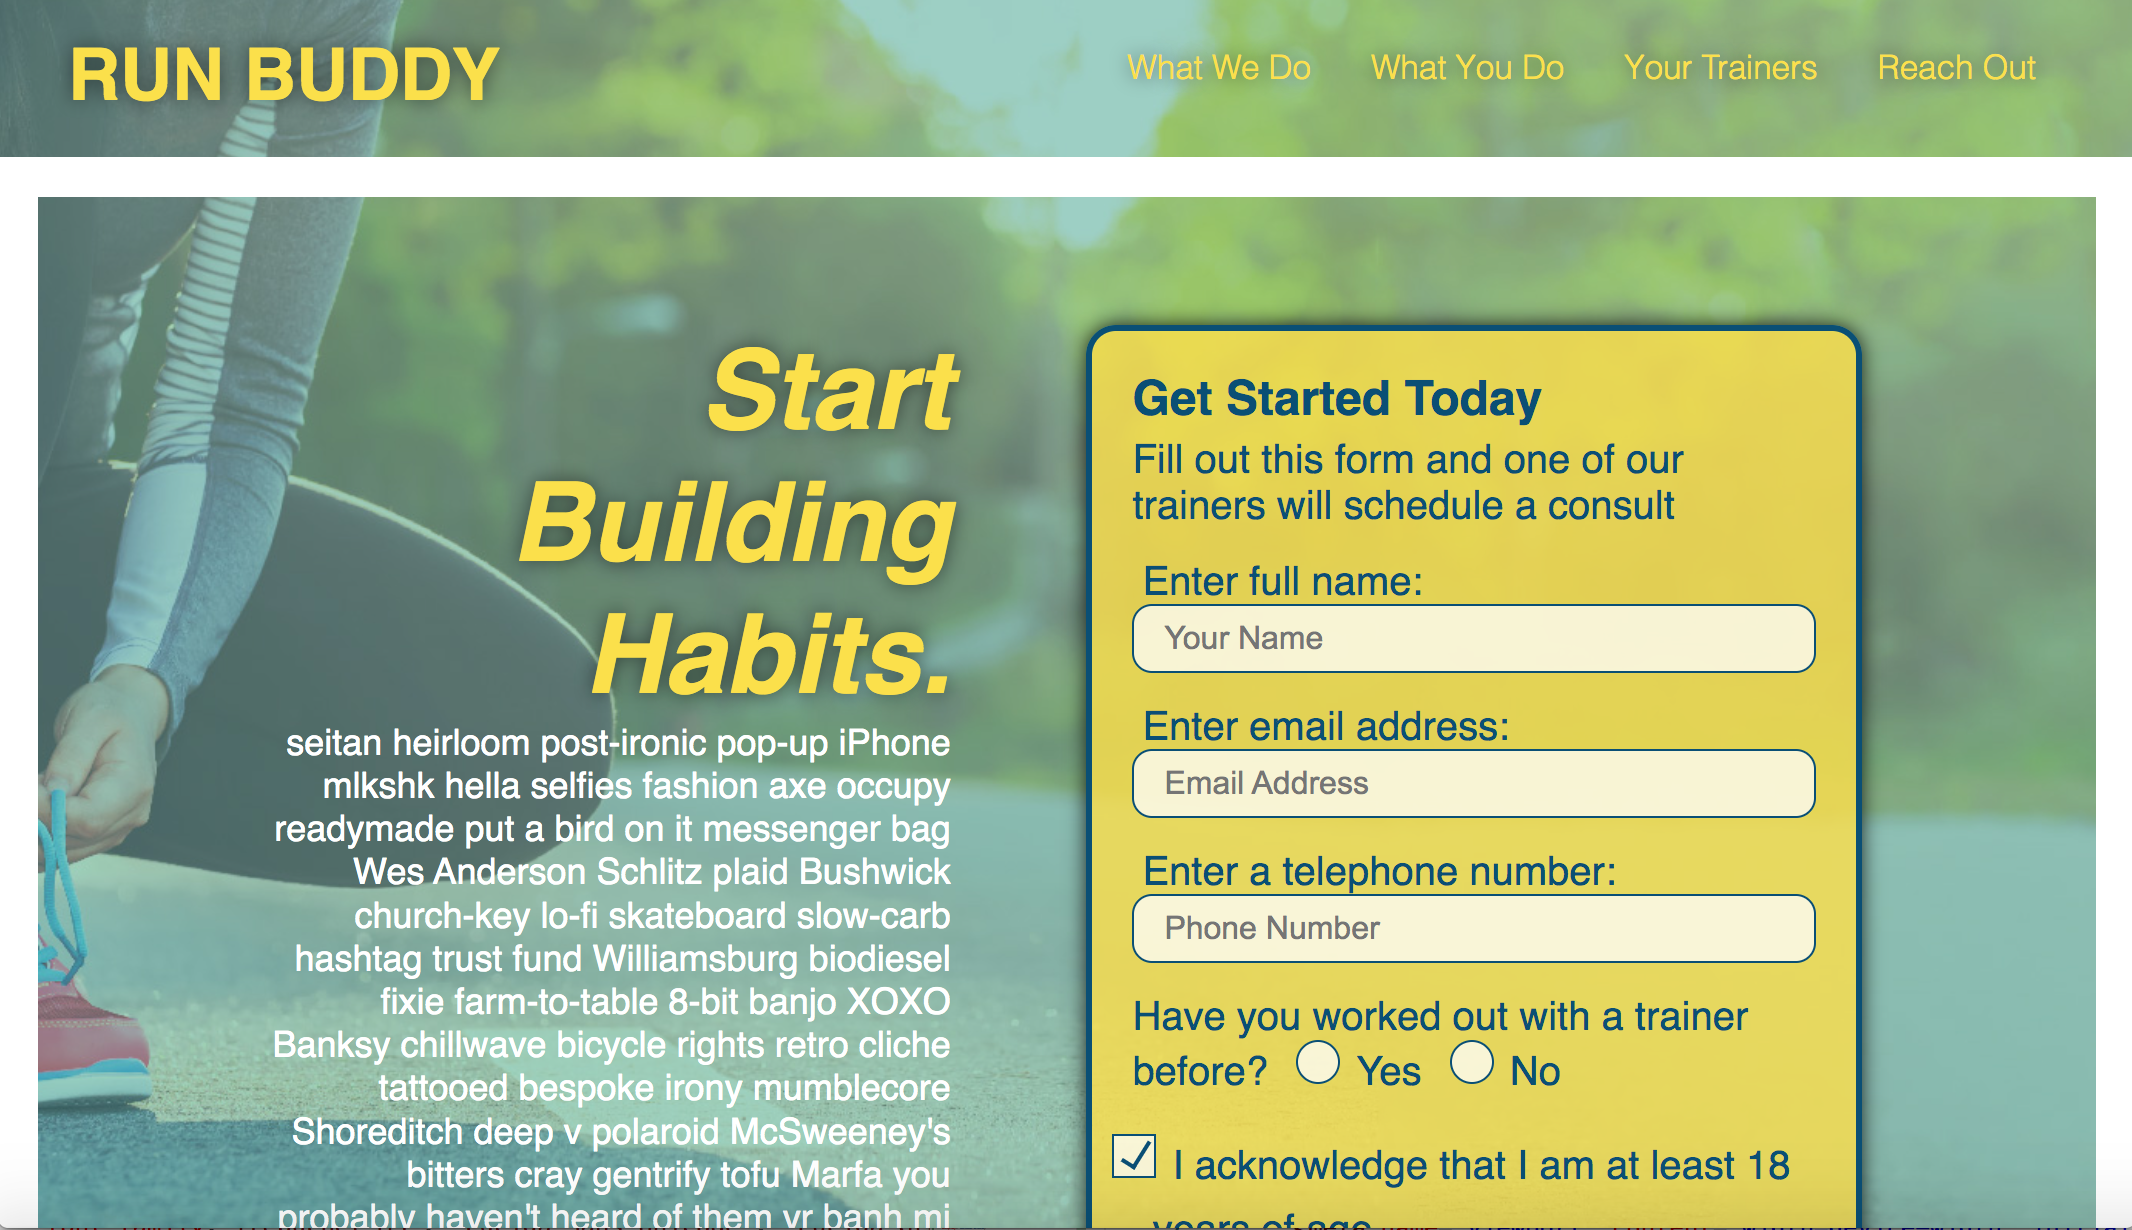 RUN BUDDY
What We Do What You Do Your Trainers Reach Out
Start
Building
Habits.
seitan heirloom post-ironic pop-up iPhone
mlkshk hella selfies fashion axe occupy
readymade put a bird on it messenger bag
Wes Anderson Schlitz plaid Bushwick
church-key lo-fi skateboard slow-carb
hashtag trust fund Williamsburg biodiesel
fixie farm-to-table 8-bit banjo XOXO
Banksy chillwave bicycle rights retro cliche
tattooed bespoke irony mumblecore
Shoreditch deep v polaroid McSweeney's
bitters cray gentrify tofu Marfa you
probably haven't heard of them yr banh mi
Get Started Today
Fill out this form and one of our
trainers will schedule a consult
Enter full name:
Your Name
Enter email address:
Email Address
Enter a telephone number:
Phone Number
Have you worked out with a trainer
before? Yes No
I acknowledge that I am at least 18
years of age